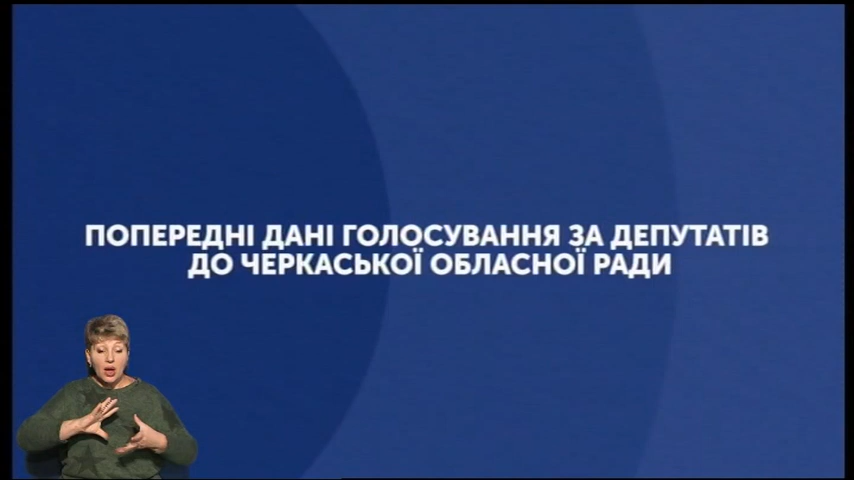 ПОПЕРЕДНІ ДАНІ ГОЛОСУВАННЯ ЗА ДЕПУТАТІВ
ДО ЧЕРКАСЬКОЇ ОБЛАСНОЇ РАДИ